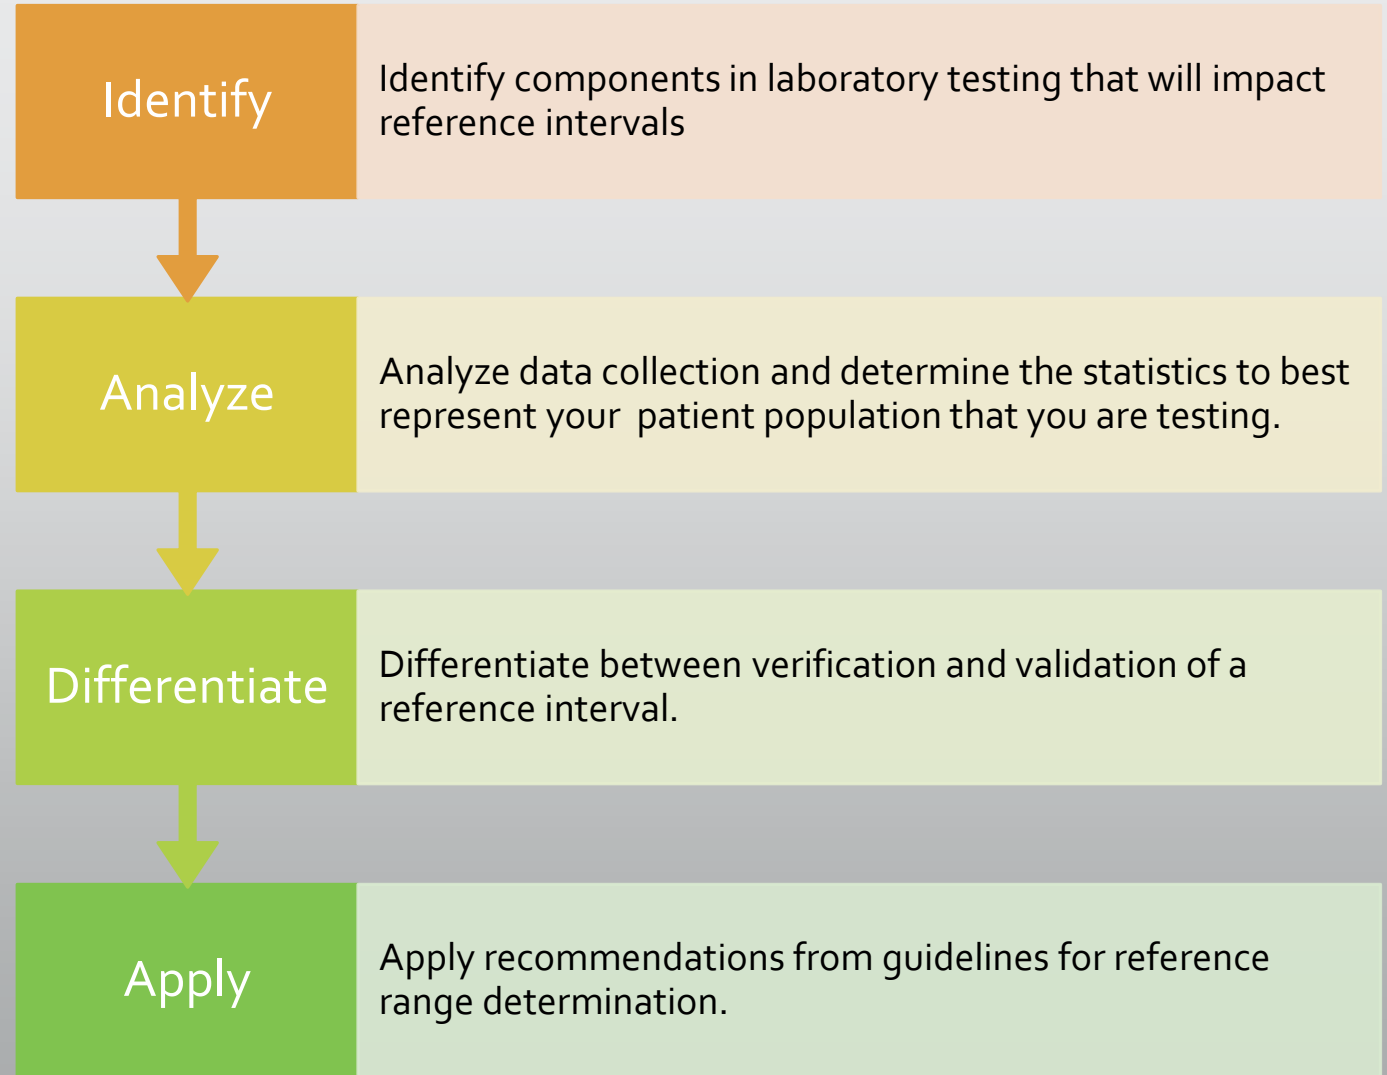 Identify
Identify components in laboratory testing that will impact
reference intervals
Analyze
Analyze data collection and determine the statistics to best
represent your  patient population that you are testing.
Differentiate
Differentiate between verification and validation of a
reference interval.
Apply
Apply recommendations from guidelines for reference
range determination.